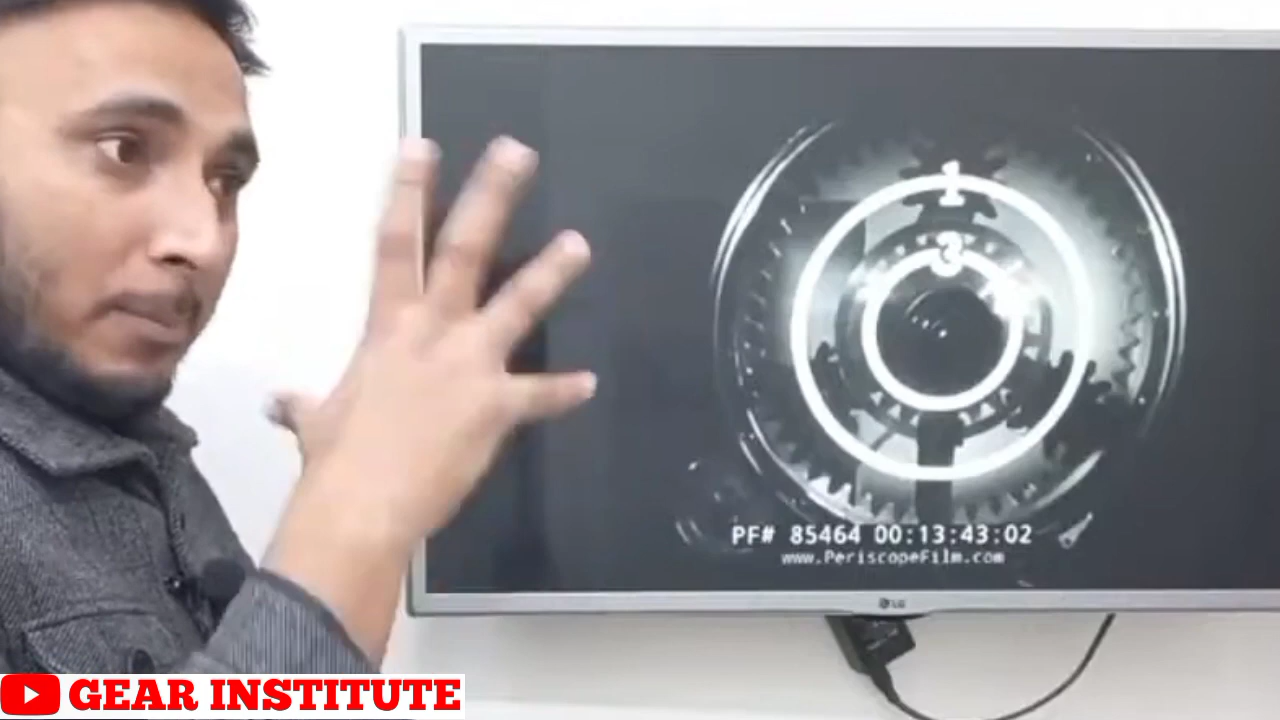 1
3
PF# 85464 00:13:43:02
www.PeriscopeFilm.com
LG
GEAR INSTITUTE